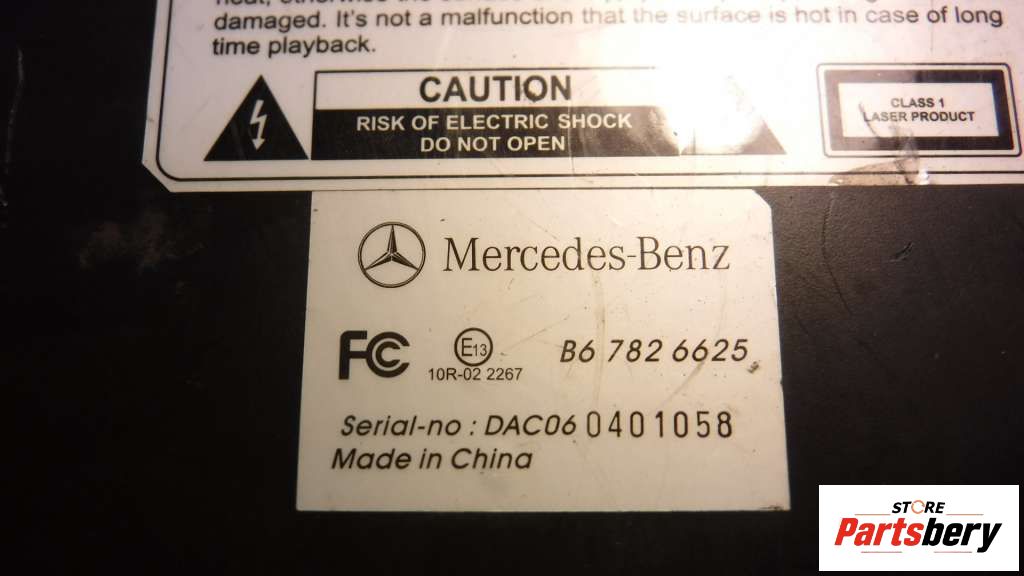 damaged. It's not a malfunction that the surface is hot in case of long
time playback.
CAUTION
RISK OF ELECTRIC SHOCK
DO NOT OPEN
CLASS 1
LASER PRODUCT
Mercedes-Benz
FC
E13
10R-02 2267
B6 782 6625
Serial-no : DAC06 0401058
Made in China
STORE
Partsbery